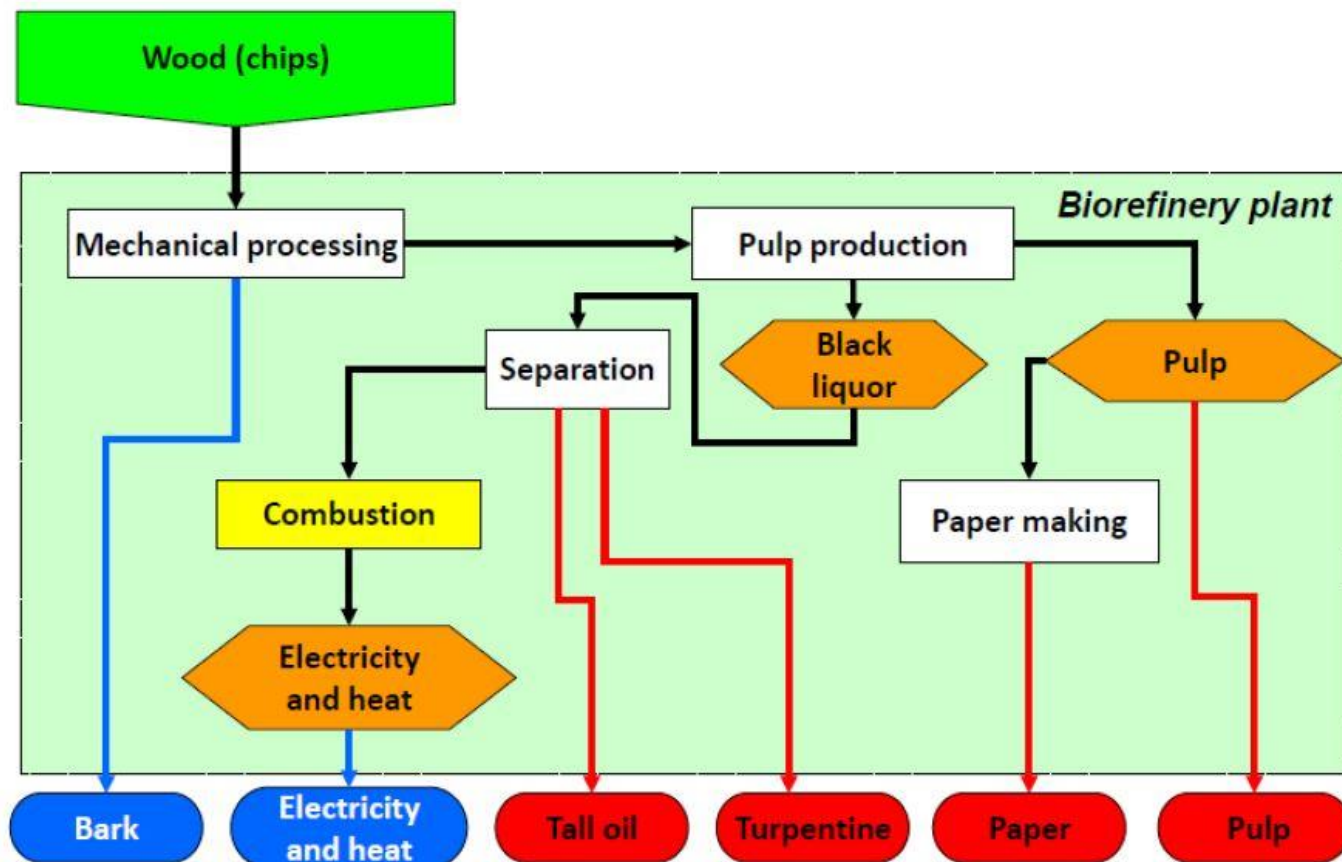 Wood (chips)
Biorefinery plant
Mechanical processing
Pulp production
Separation
Black
liquor
Pulp
Combustion
Paper making
Electricity
and heat
Bark
Electricity
and heat
Tall oil
Turpentine
Paper
Pulp